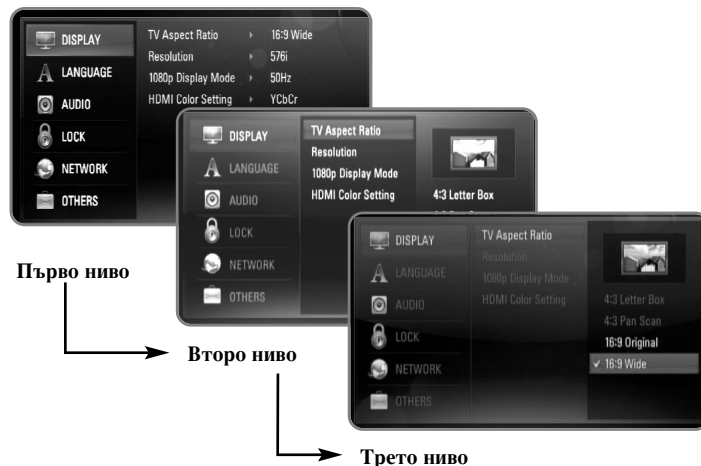 DISPLAY
LANGUAGE
AUDIO
LOCK
NETWORK
OTHERS
TV Aspect Ratio 16:9 Wide
Resolution 576i
1080p Display Mode 50Hz
HDMI Color Setting YCbCr
Първо ниво
DISPLAY
LANGUAGE
AUDIO
LOCK
NETWORK
OTHERS
TV Aspect Ratio
Resolution
1080p Display Mode
HDMI Color Setting
4:3 Letter Box
Второ ниво
DISPLAY
LANGUAGE
AUDIO
LOCK
NETWORK
OTHERS
TV Aspect Ratio
Resolution
1080p Display Mode
HDMI Color Setting
4:3 Letter Box
4:3 Pan Scan
16:9 Original
✓ 16:9 Wide
Трето ниво